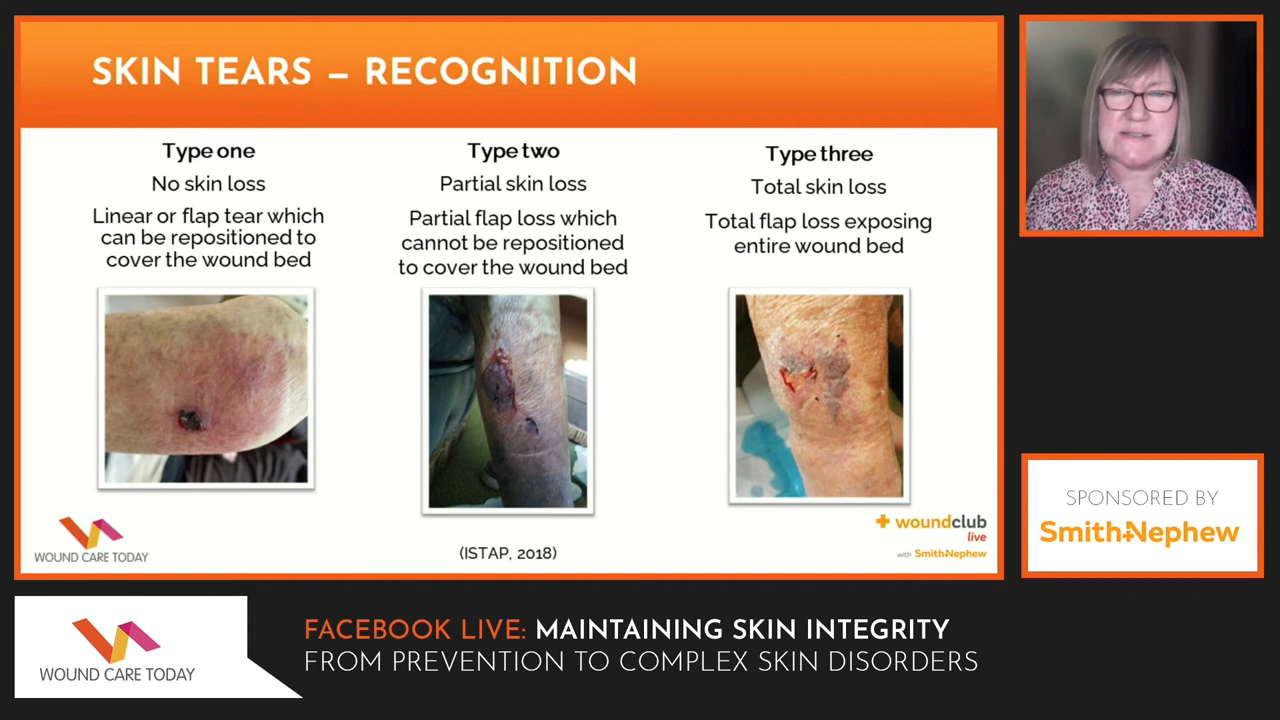 SKIN TEARS – RECOGNITION
Type one
No skin loss
Linear or flap tear which
can be repositioned to
cover the wound bed
Type two
Partial skin loss
Partial flap loss which
cannot be repositioned
to cover the wound bed
Type three
Total skin loss
Total flap loss exposing
entire wound bed
WOUND CARE TODAY
(ISTAP, 2018)
woundclub
live
with Smith+Nephew
SPONSORED BY
Smith+Nephew
WOUND CARE TODAY
FACEBOOK LIVE: MAINTAINING SKIN INTEGRITY
FROM PREVENTION TO COMPLEX SKIN DISORDERS